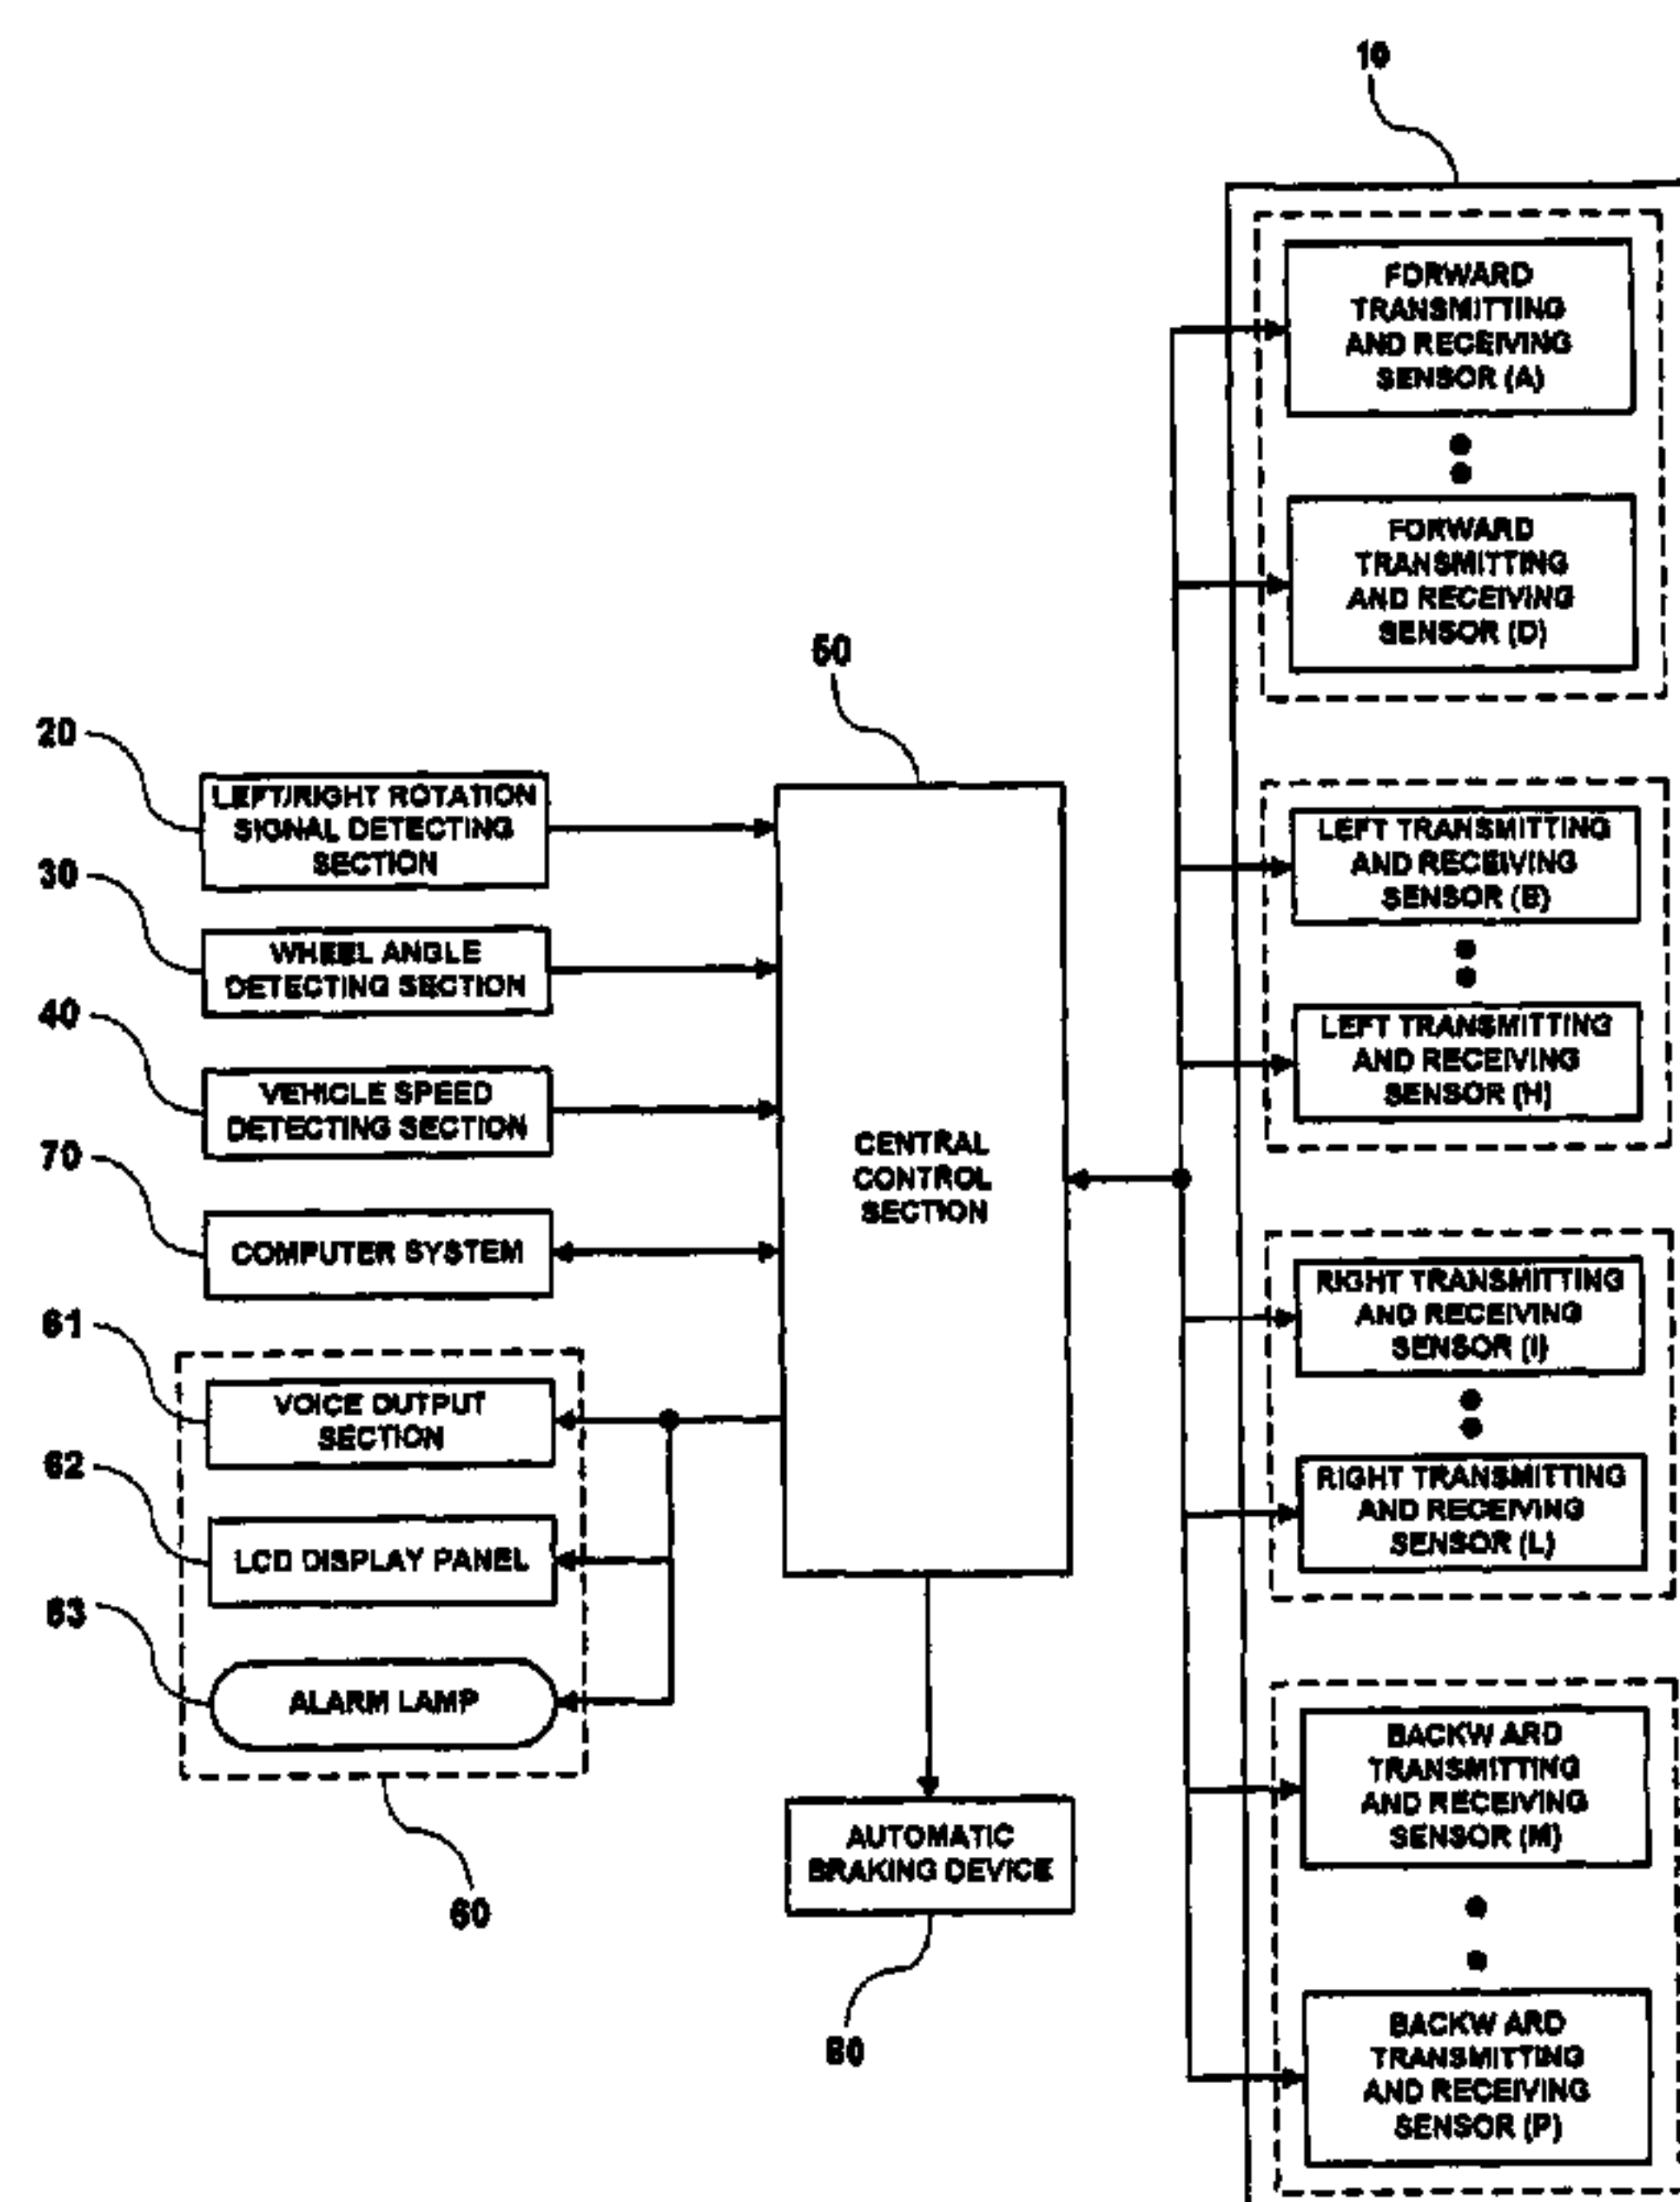 10
FORWARD
TRANSMITTING
AND RECEIVING
SENSOR (A)
FORWARD
TRANSMITTING
AND RECEIVING
SENSOR (D)
50
20
LEFT/RIGHT ROTATION
SIGNAL DETECTING
SECTION
30
WHEEL ANGLE
DETECTING SECTION
40
VEHICLE SPEED
DETECTING SECTION
70
COMPUTER SYSTEM
61
VOICE OUTPUT
SECTION
62
LCD DISPLAY PANEL
63
ALARM LAMP
60
CENTRAL
CONTROL
SECTION
AUTOMATIC
BRAKING DEVICE
80
LEFT TRANSMITTING
AND RECEIVING
SENSOR (E)
LEFT TRANSMITTING
AND RECEIVING
SENSOR (H)
RIGHT TRANSMITTING
AND RECEIVING
SENSOR (I)
RIGHT TRANSMITTING
AND RECEIVING
SENSOR (L)
BACKW ARD
TRANSMITTING
AND RECEIVING
SENSOR (M)
BACKW ARD
TRANSMITTING
AND RECEIVING
SENSOR (P)